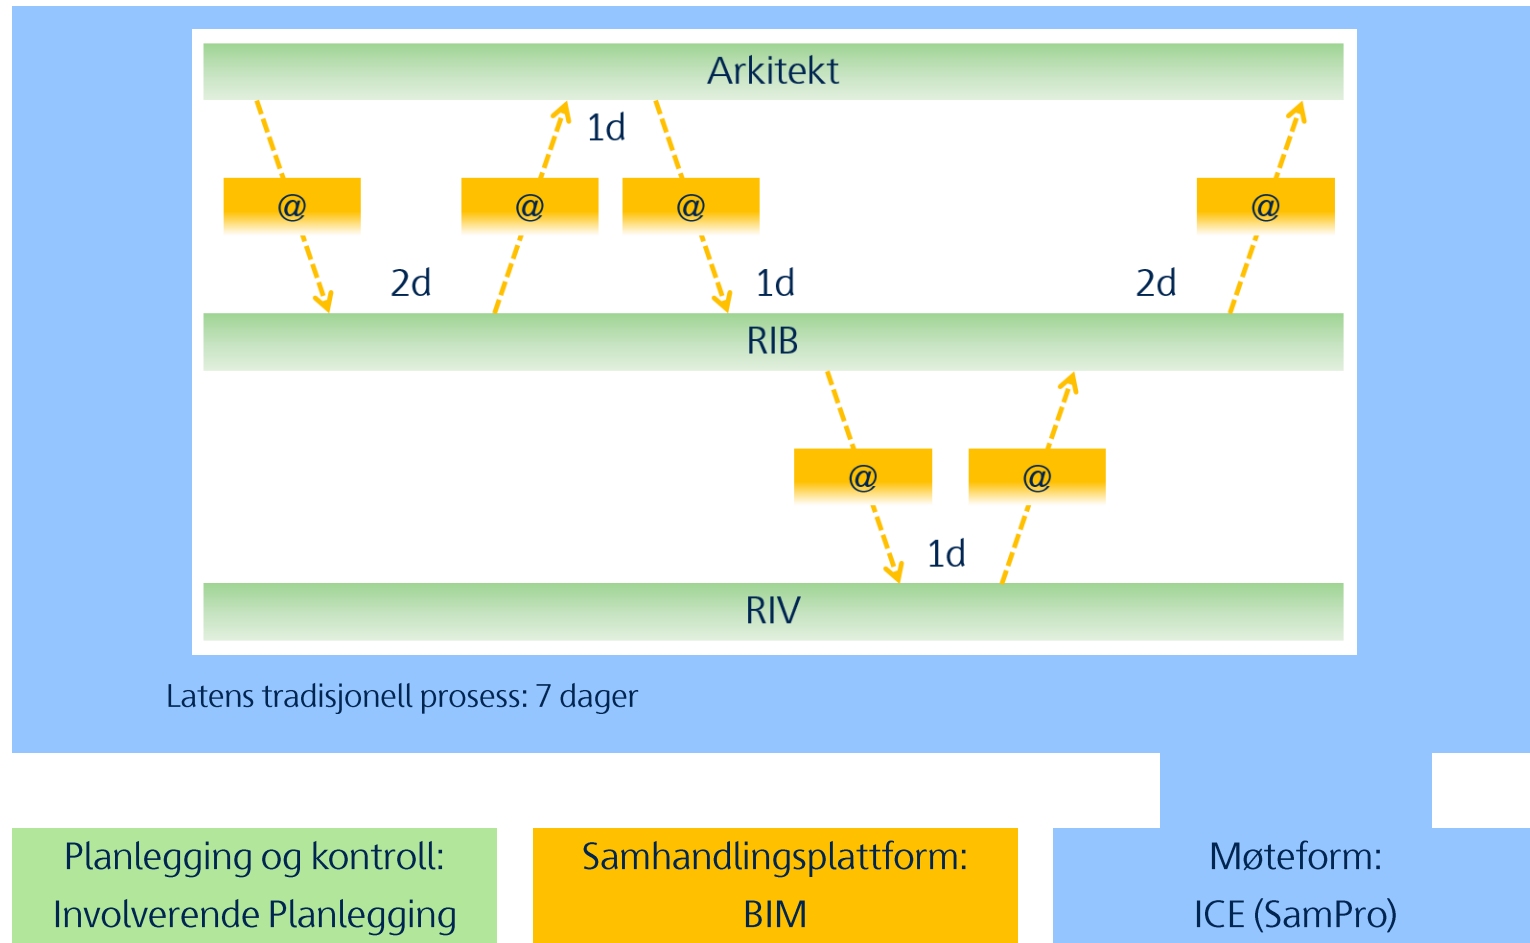 Arkitekt
1d
@
@
@
@
2d
1d
2d
RIB
@
@
1d
RIV
Latens tradisjonell prosess: 7 dager
Planlegging og kontroll:
Involverende Planlegging
Samhandlingsplattform:
BIM
Møteform:
ICE (SamPro)